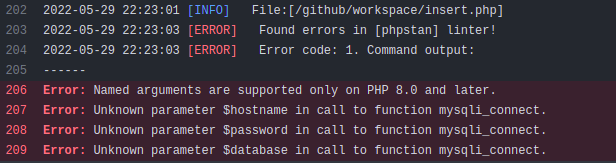 202 2022-05-29 22:23:01 [INFO] File:[/github/workspace/insert.php]
203 2022-05-29 22:23:03 [ERROR] Found errors in [phpstan] linter!
204 2022-05-29 22:23:03 [ERROR] Error code: 1. Command output:
205 ------
206 Error: Named arguments are supported only on PHP 8.0 and later.
207 Error: Unknown parameter $hostname in call to function mysqli_connect.
208 Error: Unknown parameter $password in call to function mysqli_connect.
209 Error: Unknown parameter $database in call to function mysqli_connect.